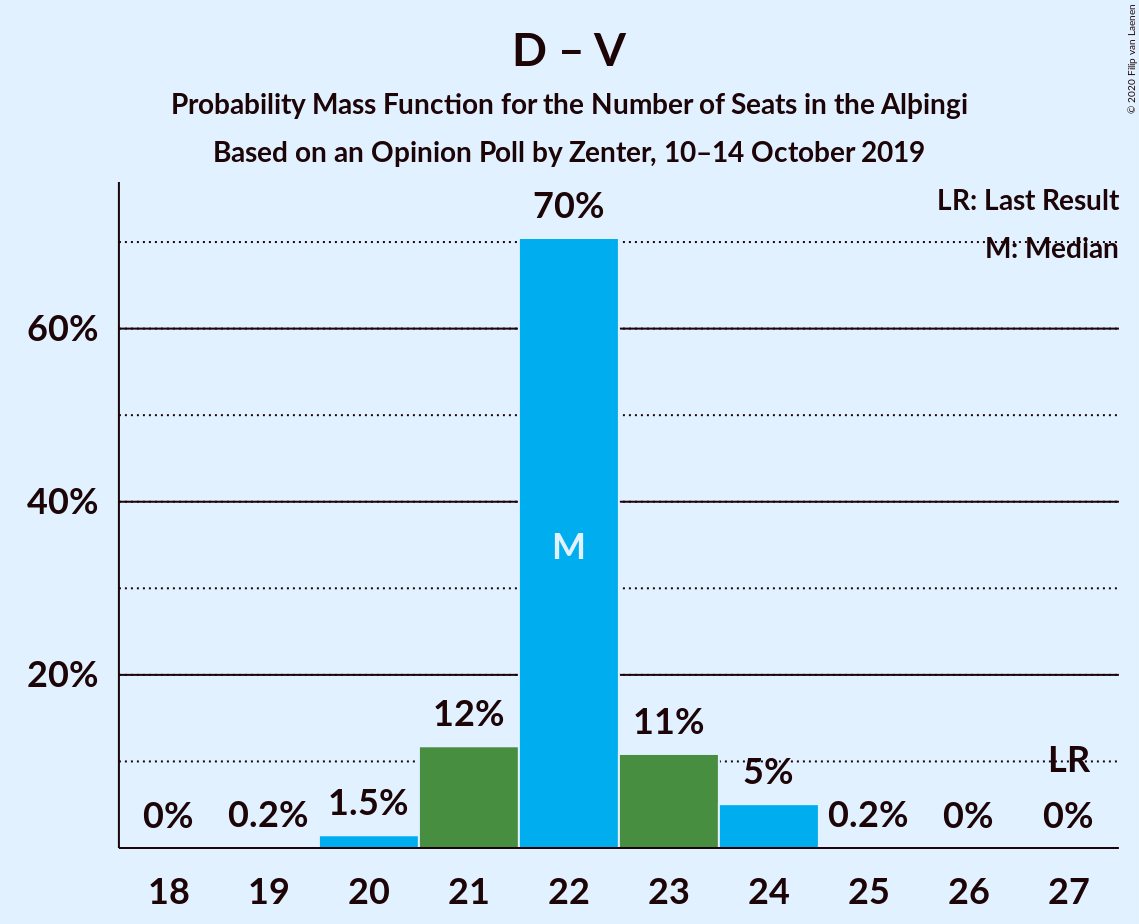 D – V
Probability Mass Function for the Number of Seats in the Alþingi
Based on an Opinion Poll by Zenter, 10–14 October 2019
© 2020 Filip van Laenen
LR: Last Result
M: Median
70%
60%
40%
20%
M
0%
0.2%
1.5%
12%
11%
5%
0.2%
0%
LR
0%
18 19 20 21 22 23 24 25 26 27